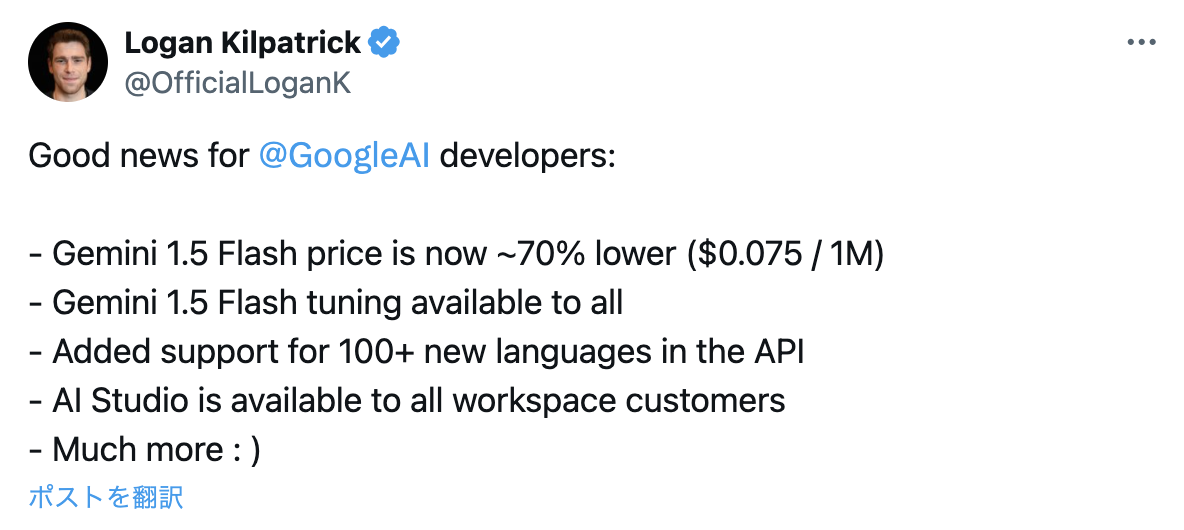 Logan Kilpatrick
@OfficialLoganK
Good news for @GoogleAI developers:
- Gemini 1.5 Flash price is now ~70% lower ($0.075 / 1M)
- Gemini 1.5 Flash tuning available to all
- Added support for 100+ new languages in the API
- AI Studio is available to all workspace customers
- Much more : )
ポストを翻訳